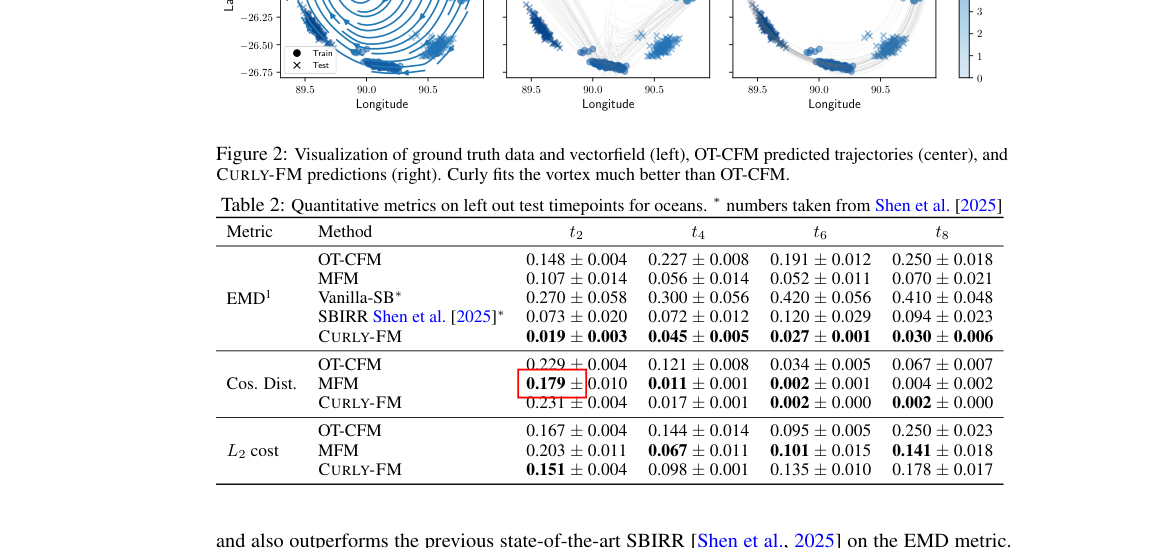 La
−26.25
−26.50
−26.75
Train
Test
89.5 90.0 90.5
Longitude
89.5 90.0 90.5
Longitude
89.5 90.0 90.5
Longitude
3
2
1
0
Figure 2: Visualization of ground truth data and vectorfield (left), OT-CFM predicted trajectories (center), and
CURLY-FM predictions (right). Curly fits the vortex much better than OT-CFM.
Table 2: Quantitative metrics on left out test timepoints for oceans. * numbers taken from Shen et al. [2025]
Metric Method t₂ t₄ t₆ t₈
OT-CFM 0.148 ± 0.004 0.227 ± 0.008 0.191 ± 0.012 0.250 ± 0.018
MFM 0.107 ± 0.014 0.056 ± 0.014 0.052 ± 0.011 0.070 ± 0.021
EMD¹ Vanilla-SB* 0.270 ± 0.058 0.300 ± 0.056 0.420 ± 0.056 0.410 ± 0.048
SBIRR Shen et al. [2025]* 0.073 ± 0.020 0.072 ± 0.012 0.120 ± 0.029 0.094 ± 0.023
CURLY-FM 0.019 ± 0.003 0.045 ± 0.005 0.027 ± 0.001 0.030 ± 0.006
OT-CFM 0.229 ± 0.004 0.121 ± 0.008 0.034 ± 0.005 0.067 ± 0.007
Cos. Dist. MFM 0.179 ± 0.010 0.011 ± 0.001 0.002 ± 0.001 0.004 ± 0.002
CURLY-FM 0.231 ± 0.004 0.017 ± 0.001 0.002 ± 0.000 0.002 ± 0.000
OT-CFM 0.167 ± 0.004 0.144 ± 0.014 0.095 ± 0.005 0.250 ± 0.023
L₂ cost MFM 0.203 ± 0.011 0.067 ± 0.011 0.101 ± 0.015 0.141 ± 0.018
CURLY-FM 0.151 ± 0.004 0.098 ± 0.001 0.135 ± 0.010 0.178 ± 0.017
and also outperforms the previous state-of-the-art SBIRR [Shen et al., 2025] on the EMD metric.